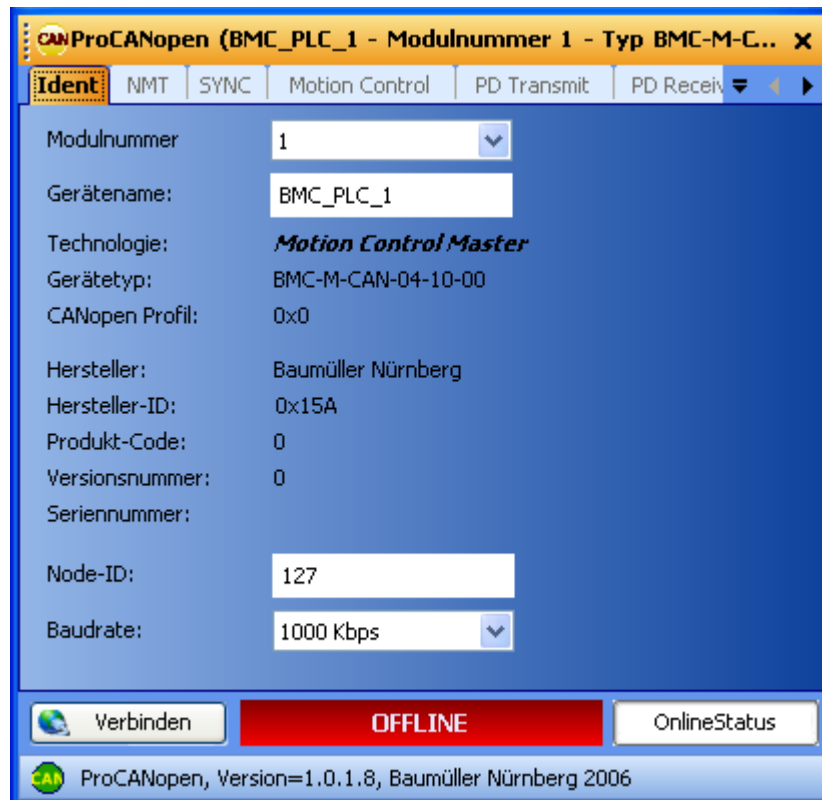 CAN ProCANopen (BMC_PLC_1 - Modulnummer 1 - Typ BMC-M-C...
Ident NMT SYNC Motion Control PD Transmit PD Receiv
Modulnummer 1
Gerätename: BMC_PLC_1
Technologie: Motion Control Master
Gerätetyp: BMC-M-CAN-04-10-00
CANopen Profil: 0x0
Hersteller: Baumüller Nürnberg
Hersteller-ID: 0x15A
Produkt-Code: 0
Versionsnummer: 0
Seriennummer:
Node-ID: 127
Baudrate: 1000 Kbps
Verbinden OFFLINE OnlineStatus
CAN ProCANopen, Version=1.0.1.8, Baumüller Nürnberg 2006